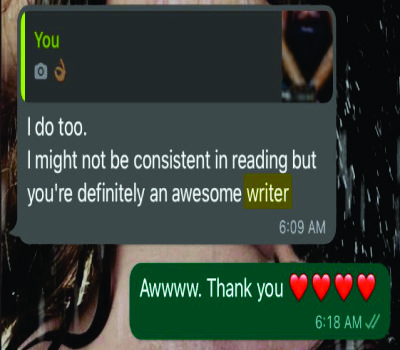 You
📷 👌🏾
I do too.
I might not be consistent in reading but
you're definitely an awesome writer
6:09 AM
Awwww. Thank you ❤️❤️❤️❤️
6:18 AM